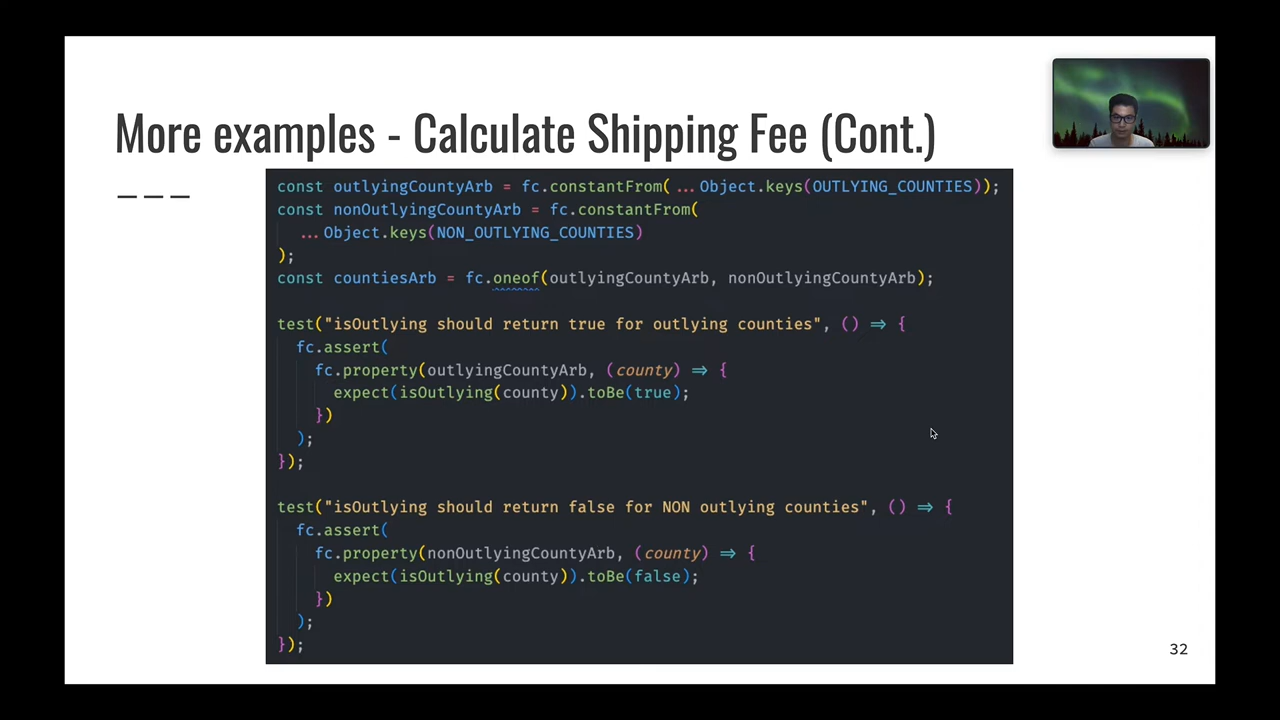 More examples - Calculate Shipping Fee (Cont.)
const outlyingCountyArb = fc.constantFrom(...Object.keys(OUTLYING_COUNTIES));
const nonOutlyingCountyArb = fc.constantFrom(
...Object.keys(NON_OUTLYING_COUNTIES)
);
const countiesArb = fc.oneof(outlyingCountyArb, nonOutlyingCountyArb);
test("isOutlying should return true for outlying counties", () => {
fc.assert(
fc.property(outlyingCountyArb, (county) => {
expect(isOutlying(county)).toBe(true);
})
);
});
test("isOutlying should return false for NON outlying counties", () => {
fc.assert(
fc.property(nonOutlyingCountyArb, (county) => {
expect(isOutlying(county)).toBe(false);
})
);
});
32